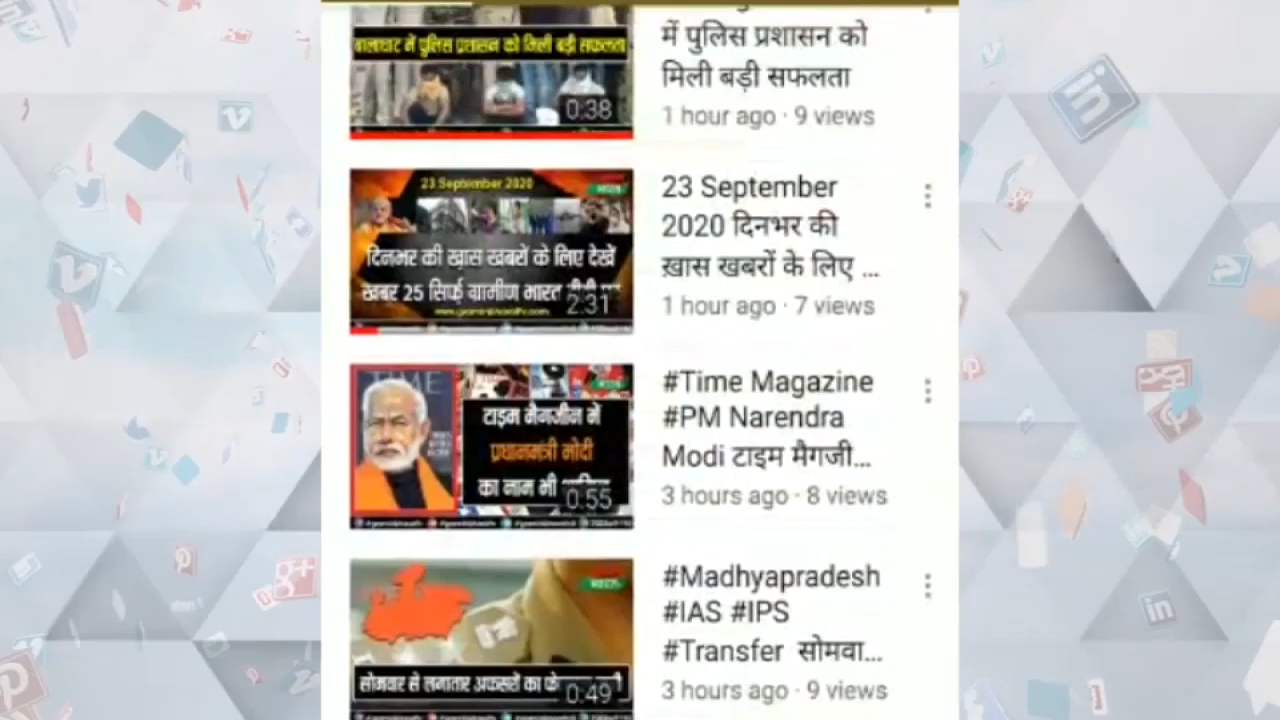 में पुलिस प्रशासन को
मिली बड़ी सफलता
1 hour ago · 9 views
बालाघाट में पुलिस प्रशासन को मिली बड़ी सफलता
0:38
23 September 2020
दिनभर की ख़ास खबरों के लिए देखें
खबर 25 सिर्फ़ ग्रामीण भारत
2:31
23 September
2020 दिनभर की
ख़ास खबरों के लिए ...
1 hour ago · 7 views
TIME
टाइम मैगजीन में
प्रधानमंत्री मोदी
का नाम भी
0:55
#Time Magazine
#PM Narendra
Modi टाइम मैगजी...
3 hours ago · 8 views
सोमवार से लगातार अफसरों का
0:49
#Madhyapradesh
#IAS #IPS
#Transfer सोमवा...
3 hours ago · 9 views